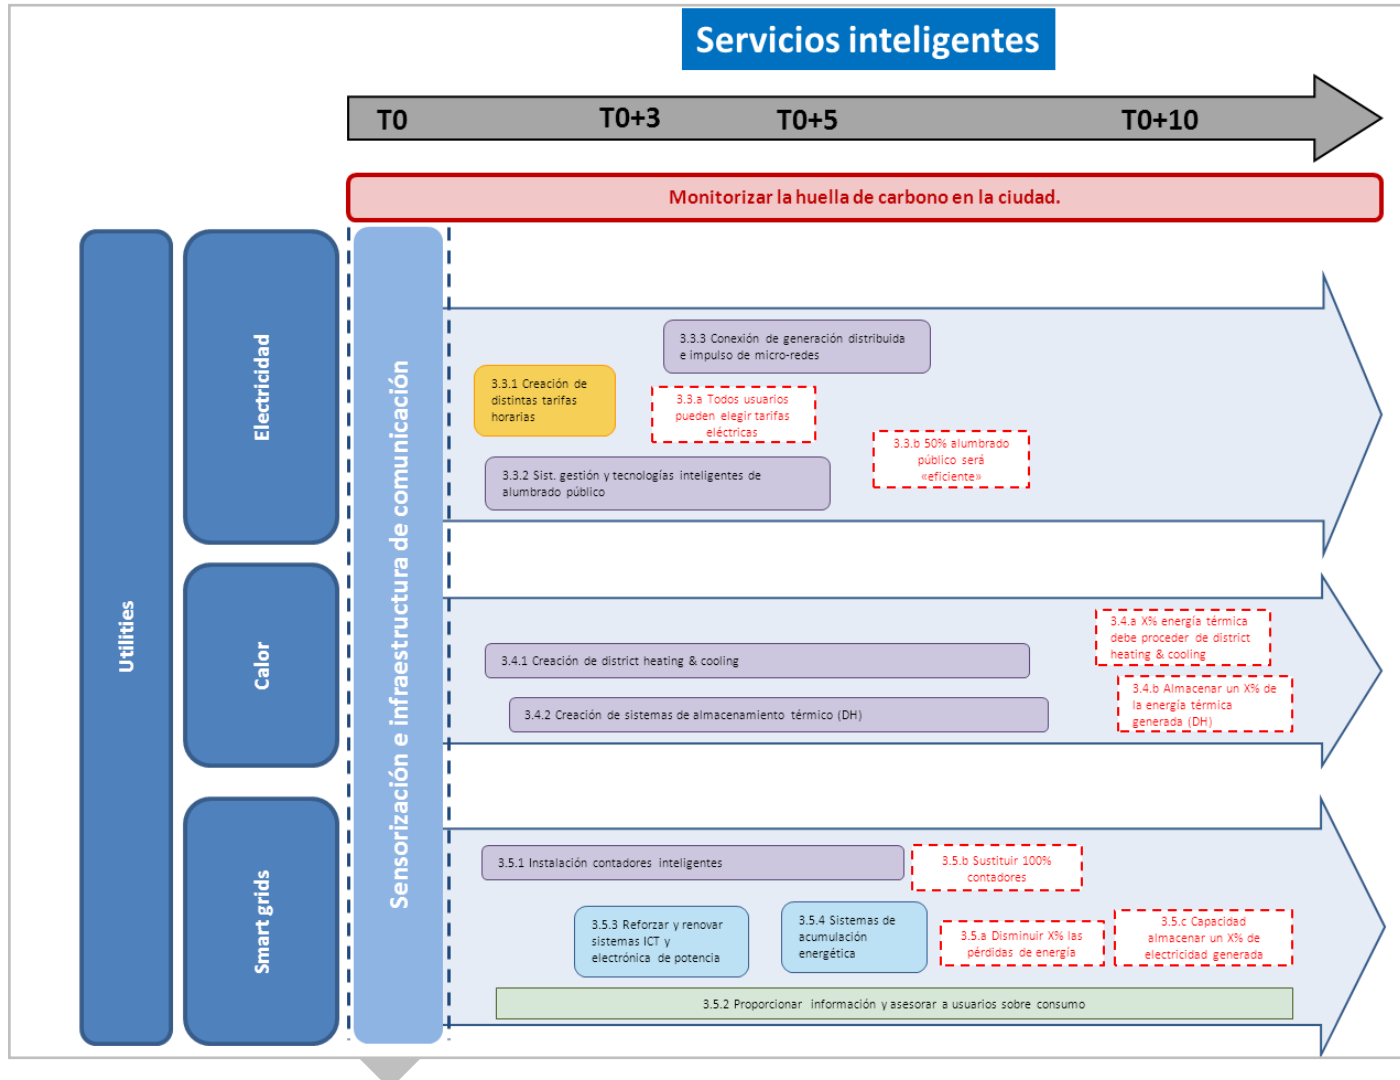 Servicios inteligentes
T0
T0+3
T0+5
T0+10
Monitorizar la huella de carbono en la ciudad.
Utilities
Electricidad
Sensorización e infraestructura de comunicación
3.3.3 Conexión de generación distribuida
e impulso de micro-redes
3.3.1 Creación de
distintas tarifas
horarias
3.3.a Todos usuarios
pueden elegir tarifas
eléctricas
3.3.b 50% alumbrado
público será
«eficiente»
3.3.2 Sist. gestión y tecnologías inteligentes de
alumbrado público
Calor
3.4.a X% energía térmica
debe proceder de district
heating & cooling
3.4.1 Creación de district heating & cooling
3.4.b Almacenar un X% de
la energía térmica
generada (DH)
3.4.2 Creación de sistemas de almacenamiento térmico (DH)
Smart grids
3.5.1 Instalación contadores inteligentes
3.5.b Sustituir 100%
contadores
3.5.3 Reforzar y renovar
sistemas ICT y
electrónica de potencia
3.5.4 Sistemas de
acumulación
energética
3.5.a Disminuir X% las
pérdidas de energía
3.5.c Capacidad
almacenar un X% de
electricidad generada
3.5.2 Proporcionar información y asesorar a usuarios sobre consumo